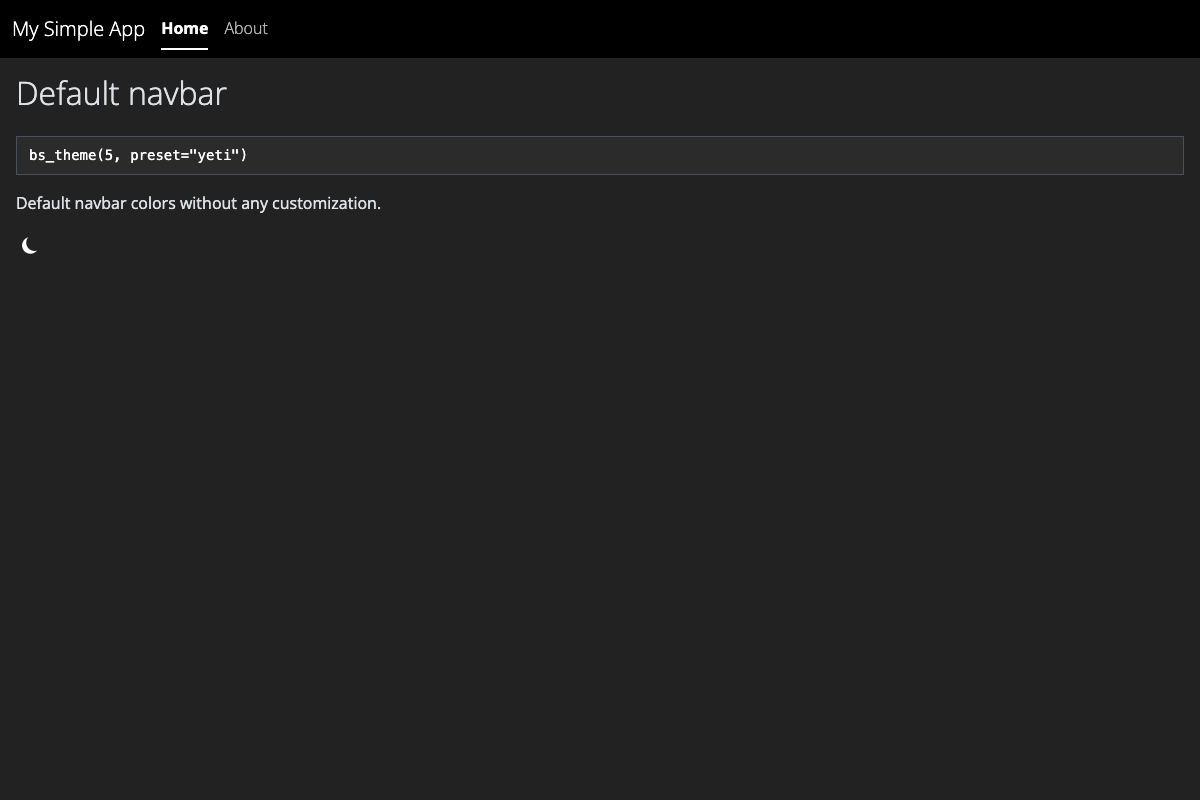 My Simple App Home About
Default navbar
bs_theme(5, preset="yeti")
Default navbar colors without any customization.